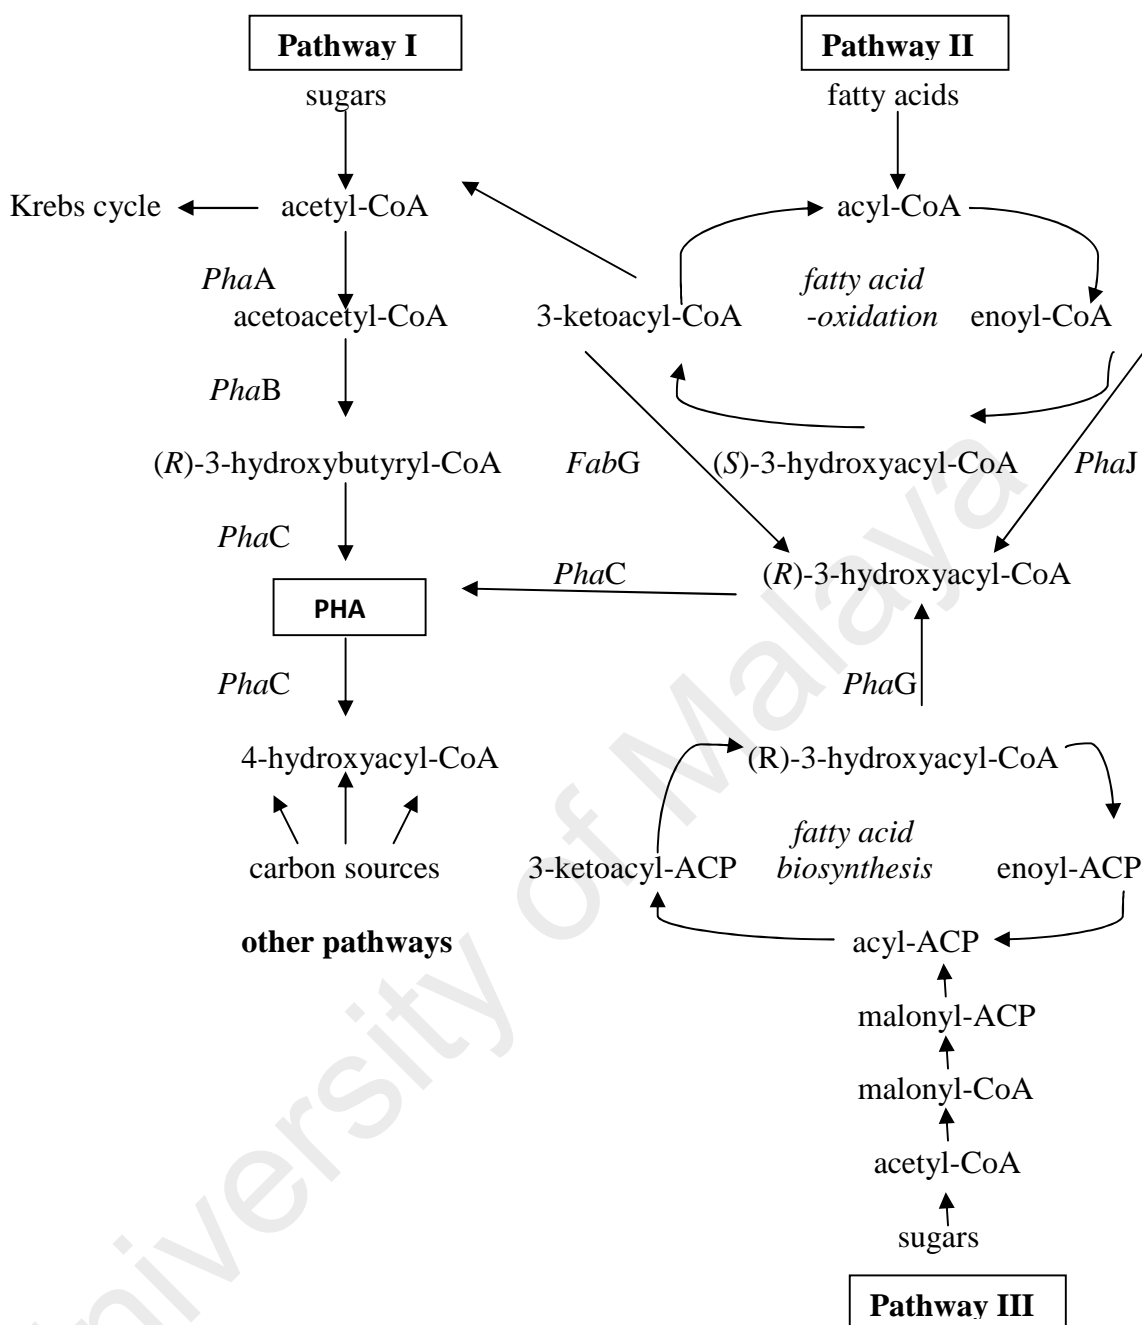 Pathway I
Pathway II
sugars
fatty acids
Krebs cycle
acetyl-CoA
acyl-CoA
PhaA
fatty acid
acetoacetyl-CoA
3-ketoacyl-CoA
-oxidation
enoyl-CoA
PhaB
(R)-3-hydroxybutyryl-CoA
FabG
(S)-3-hydroxyacyl-CoA
PhaJ
PhaC
PhaC
(R)-3-hydroxyacyl-CoA
PHA
PhaC
PhaG
4-hydroxyacyl-CoA
(R)-3-hydroxyacyl-CoA
fatty acid
carbon sources
3-ketoacyl-ACP
biosynthesis
enoyl-ACP
other pathways
acyl-ACP
malonyl-ACP
malonyl-CoA
acetyl-CoA
sugars
Pathway III
University of Malaya